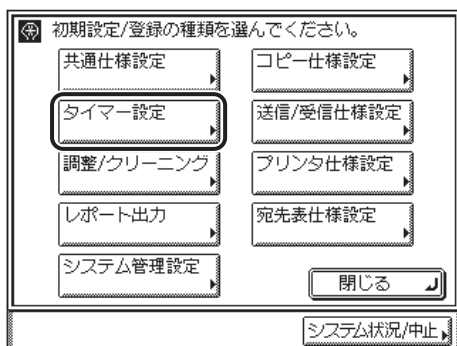 初期設定/登録の種類を選んでください。
共通仕様設定
コピー仕様設定
タイマー設定
送信/受信仕様設定
調整/クリーニング
プリンタ仕様設定
レポート出力
宛先表仕様設定
システム管理設定
閉じる
システム状況/中止